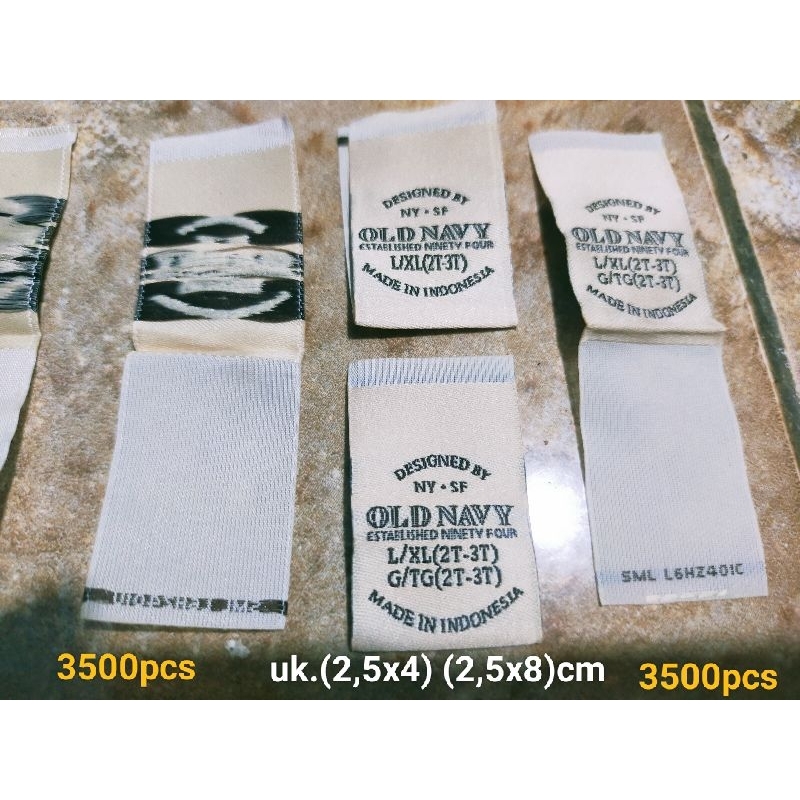 DESIGNED BY
NY • SF
OLD NAVY
ESTABLISHED NINETY FOUR
L/XL(2T-3T)
MADE IN INDONESIA
DESIGNED BY
NY • SF
OLD NAVY
ESTABLISHED NINETY FOUR
L/XL(2T-3T)
G/TG(2T-3T)
MADE IN INDONESIA
DESIGNED BY
NY • SF
OLD NAVY
ESTABLISHED NINETY FOUR
L/XL(2T-3T)
G/TG(2T-3T)
MADE IN INDONESIA
SML L6HZ401C
3500pcs
uk.(2,5x4) (2,5x8)cm
3500pcs